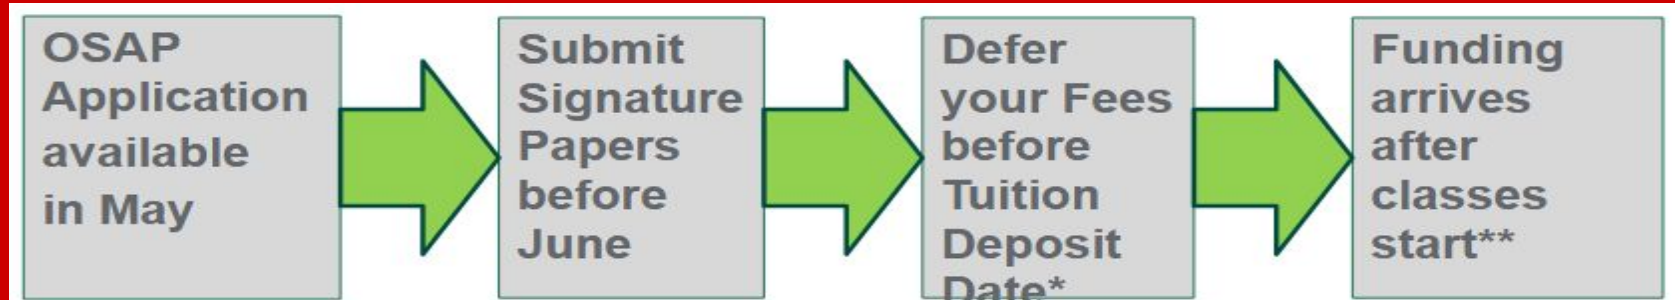 OSAP
Application
available
in May
Submit
Signature
Papers
before
June
Defer
your Fees
before
Tuition
Deposit
Date*
Funding
arrives
after
classes
start**